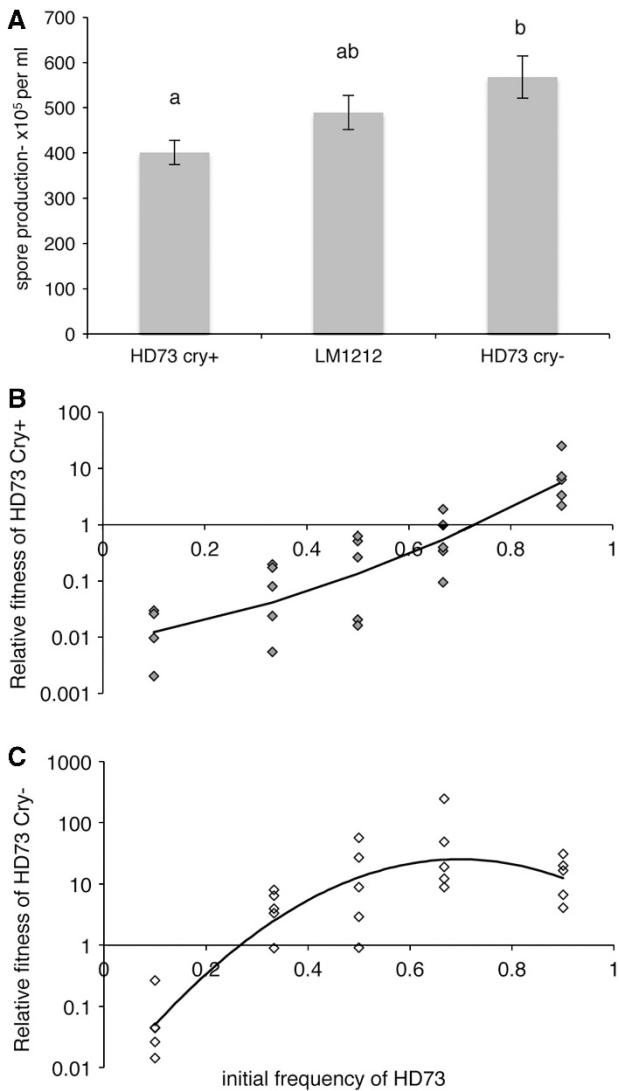 A
700
600
500
400
300
200
100
0
spore production- x10⁵ per ml
a
ab
b
HD73 cry+
LM1212
HD73 cry-
B
100
10
1
0.1
0.01
0.001
Relative fitness of HD73 Cry+
0
0.2
0.4
0.6
0.8
1
C
1000
100
10
1
0.1
0.01
Relative fitness of HD73 Cry-
0
0.2
0.4
0.6
0.8
1
initial frequency of HD73